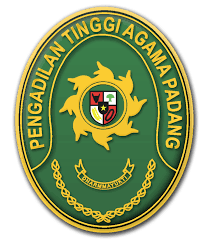 PENGADILAN TINGGI AGAMA PADANG
DHARMMAYUKTI